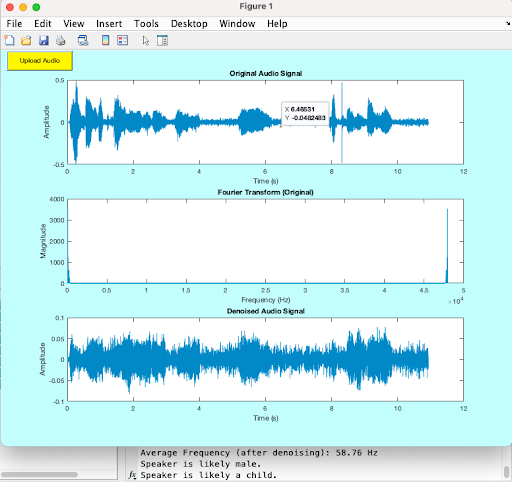 Figure 1
File Edit View Insert Tools Desktop Window Help
Upload Audio
Original Audio Signal
0.5
0
-0.5
Amplitude
X 6.46531
Y -0.0482483
0 2 4 6 8 10 12
Time (s)
Fourier Transform (Original)
4000
3000
2000
1000
0
Magnitude
0 0.5 1 1.5 2 2.5 3 3.5 4 4.5 5
Frequency (Hz)
×10⁴
Denoised Audio Signal
0.1
0.05
0
-0.05
-0.1
Amplitude
0 2 4 6 8 10 12
Time (s)
Average Frequency (after denoising): 58.76 Hz
Speaker is likely male.
fx Speaker is likely a child.